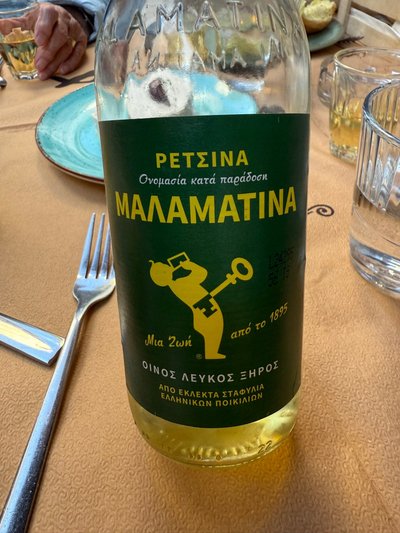 ΜΑΛΑΜΑΤΙΝΑ
ΡΕΤΣΙΝΑ
Ονομασία κατά παράδοση
ΜΑΛΑΜΑΤΙΝΑ
Μια Ζωή
από το 1895
®
ΟΙΝΟΣ ΛΕΥΚΟΣ ΞΗΡΟΣ
ΑΠΟ ΕΚΛΕΚΤΑ ΣΤΑΦΥΛΙΑ
ΕΛΛΗΝΙΚΩΝ ΠΟΙΚΙΛΙΩΝ
22